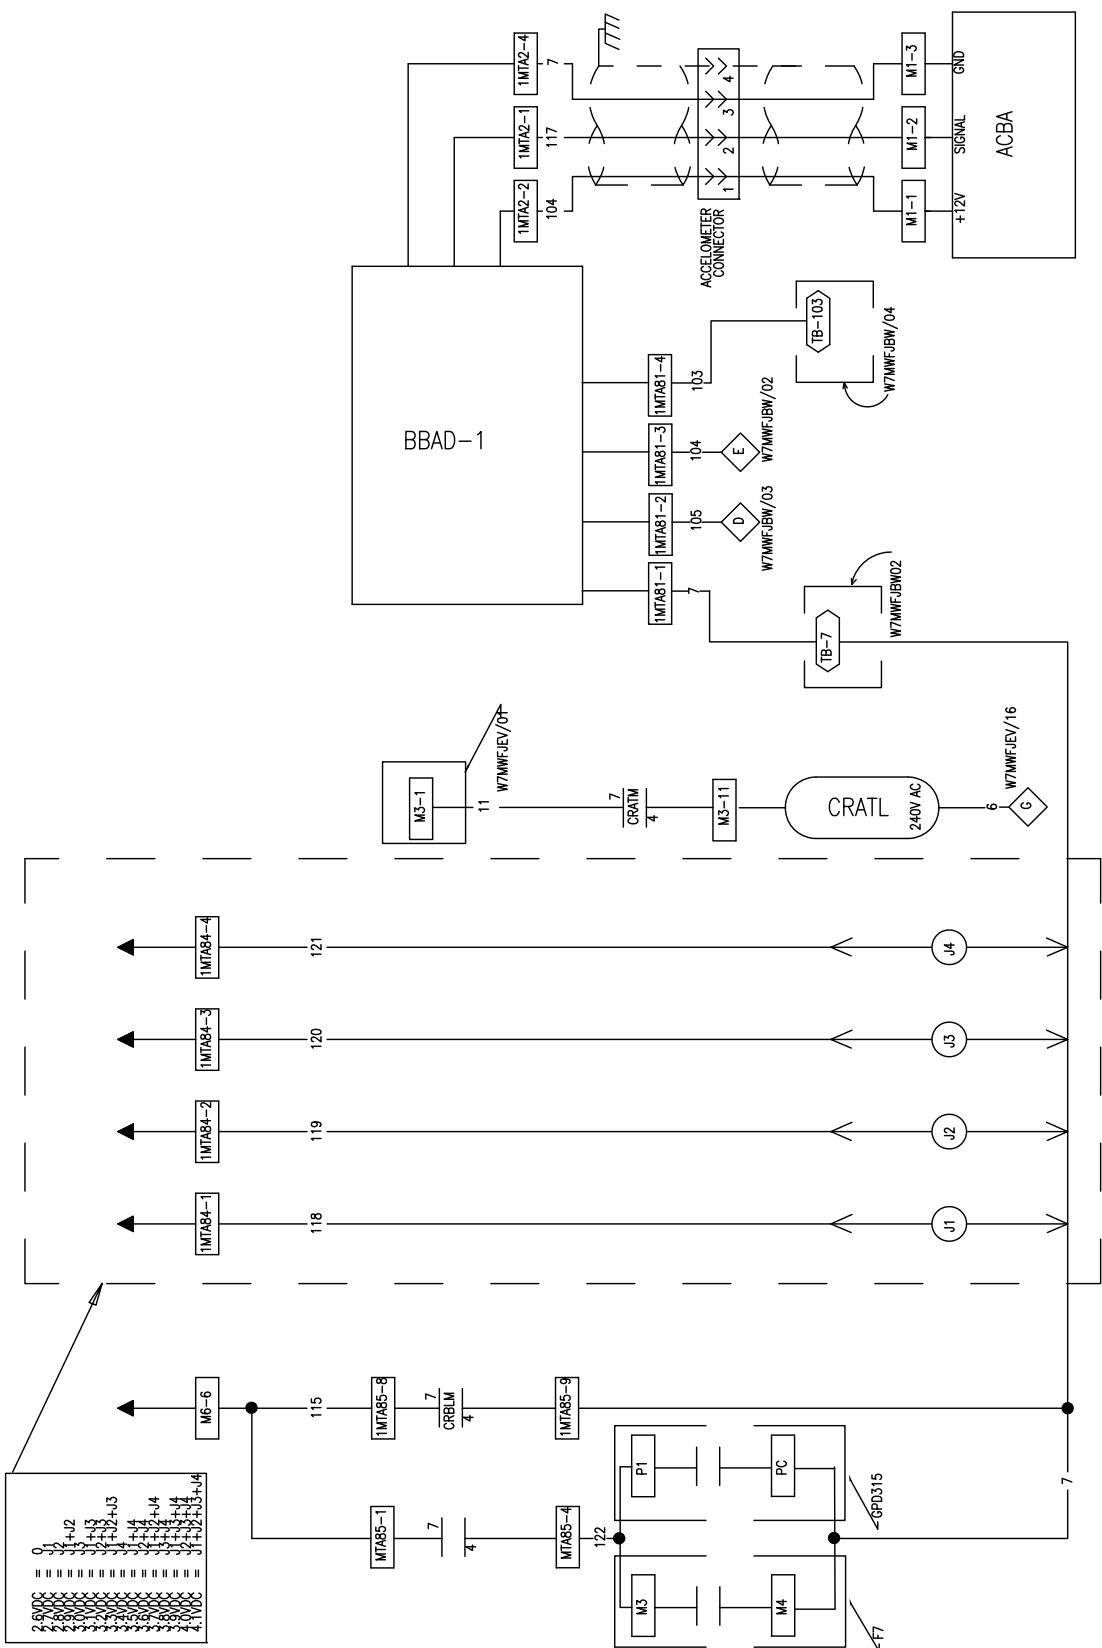 1MTA2-4
7
1MTA2-1
117
1MTA2-2
104
4
3
2
1
ACCELOMETER
CONNECTOR
M1-3
GND
M1-2
SIGNAL
M1-1
+12V
ACBA
BBAD-1
1MTA81-4
103
TB-103
W7MWFJBW/04
1MTA81-3
104
E
W7MWFJBW/02
1MTA81-2
105
D
W7MWFJBW/03
1MTA81-1
7
TB-7
W7MWFJBW02
M3-1
11
W7MWFJEV/01
7
CRATM
4
M3-11
CRATL
240V AC
6
G
W7MWFJEV/16
1MTA84-4
121
J4
1MTA84-3
120
J3
1MTA84-2
119
J2
1MTA84-1
118
J1
M6-6
115
1MTA85-8
7
CRBLM
4
1MTA85-9
7
MTA85-1
7
4
MTA85-4
122
P1
PC
GPD315
M3
M4
F7
2.6VDC = 0
2.7VDC = J1
2.8VDC = J2
2.9VDC = J1+J2
3.0VDC = J3
3.1VDC = J1+J3
3.2VDC = J2+J3
3.3VDC = J1+J2+J3
3.4VDC = J4
3.5VDC = J1+J4
3.6VDC = J2+J4
3.7VDC = J1+J2+J4
3.8VDC = J3+J4
3.9VDC = J1+J3+J4
4.0VDC = J2+J3+J4
4.1VDC = J1+J2+J3+J4